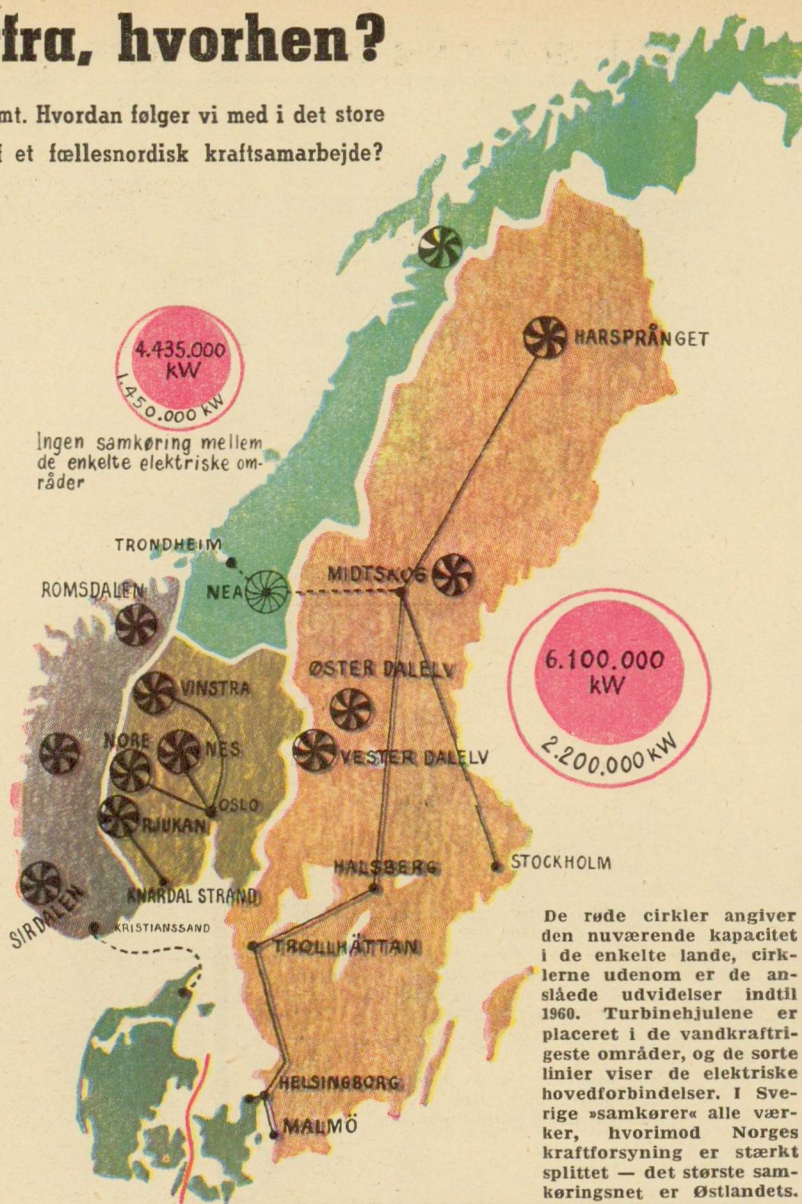 fra, hvorhen?
mt. Hvordan følger vi med i det store
et fællesnordisk kraftsamarbejde?
HARSPRÅNGET
4.435.000
kW
1.450.000 kW
Ingen samkøring mellem
de enkelte elektriske om-
råder
TRONDHEIM
MIDTSKOG
ROMSDALEN
NEA
6.100.000
kW
2.200.000 kW
ØSTER DALELV
VINSTRA
NORE
NES
VESTER DALELV
OSLO
RJUKAN
STOCKHOLM
HALSBERG
KNARDAL STRAND
SIRDALEN
KRISTIANSSAND
TROLLHÄTTAN
De røde cirkler angiver
den nuværende kapacitet
i de enkelte lande, cirk-
lerne udenom er de an-
slåede udvidelser indtil
1960. Turbinehjulene er
placeret i de vandkraftri-
geste områder, og de sorte
linier viser de elektriske
hovedforbindelser. I Sve-
rige »samkører« alle vær-
ker, hvorimod Norges
kraftforsyning er stærkt
splittet — det største sam-
køringsnet er Østlandets.
HELSINGBORG
MALMÖ